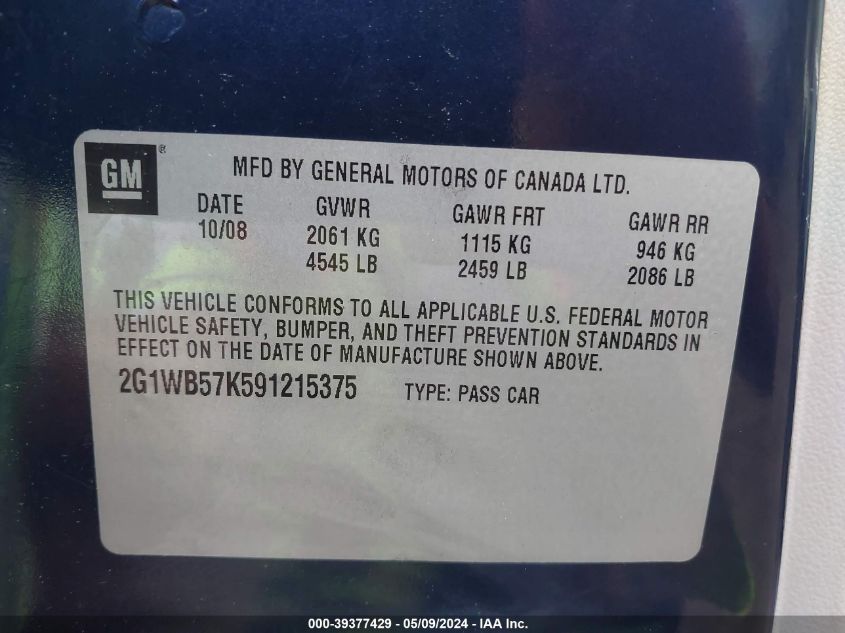 GM ®
MFD BY GENERAL MOTORS OF CANADA LTD.
DATE GVWR GAWR FRT GAWR RR
10/08 2061 KG 1115 KG 946 KG
4545 LB 2459 LB 2086 LB
THIS VEHICLE CONFORMS TO ALL APPLICABLE U.S. FEDERAL MOTOR
VEHICLE SAFETY, BUMPER, AND THEFT PREVENTION STANDARDS IN
EFFECT ON THE DATE OF MANUFACTURE SHOWN ABOVE.
2G1WB57K591215375 TYPE: PASS CAR
000-39377429 - 05/09/2024 - IAA Inc.